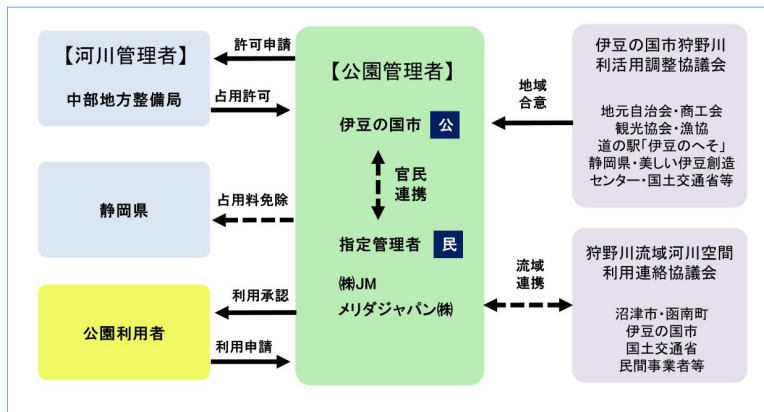 【河川管理者】
中部地方整備局
許可申請
占用許可
静岡県
占用料免除
公園利用者
利用承認
利用申請
【公園管理者】
伊豆の国市 公
官民
連携
指定管理者 民
㈱JM
メリダジャパン㈱
地域
合意
伊豆の国市狩野川
利活用調整協議会
地元自治会・商工会
観光協会・漁協
道の駅「伊豆のへそ」
静岡県・美しい伊豆創造
センター・国土交通省等
流域
連携
狩野川流域河川空間
利用連絡協議会
沼津市・函南町
伊豆の国市
国土交通省
民間事業者等